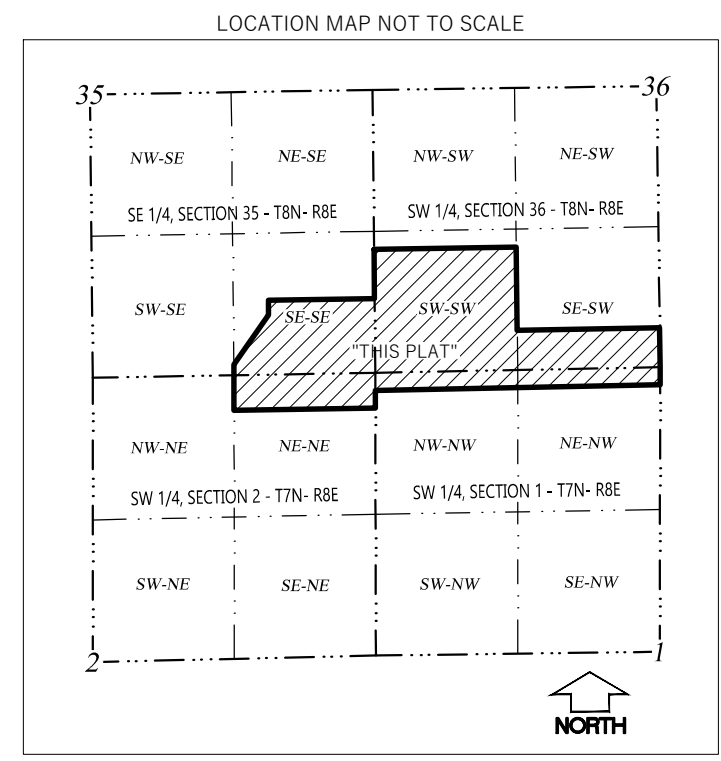 LOCATION MAP NOT TO SCALE
35 36
NW-SE NE-SE NW-SW NE-SW
SE 1/4, SECTION 35 - T8N- R8E SW 1/4, SECTION 36 - T8N- R8E
SW-SE SE-SE SW-SW SE-SW
"THIS PLAT"
NW-NE NE-NE NW-NW NE-NW
SW 1/4, SECTION 2 - T7N- R8E SW 1/4, SECTION 1 - T7N- R8E
SW-NE SE-NE SW-NW SE-NW
2 1
NORTH